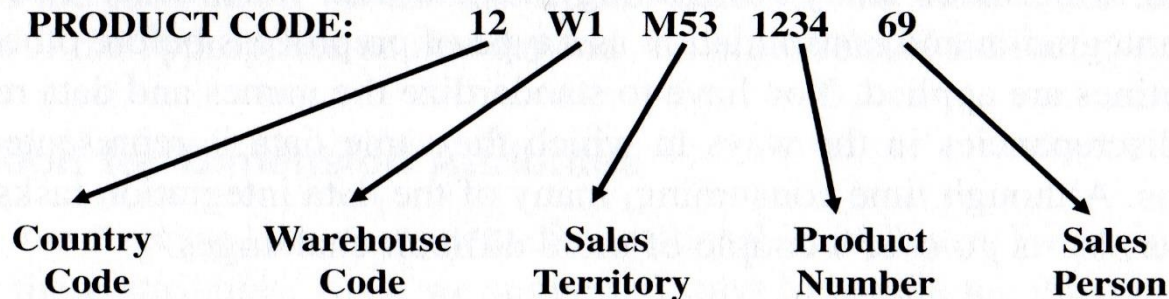 PRODUCT CODE: 12 W1 M53 1234 69
Country Warehouse Sales Product Sales
Code Code Territory Number Person